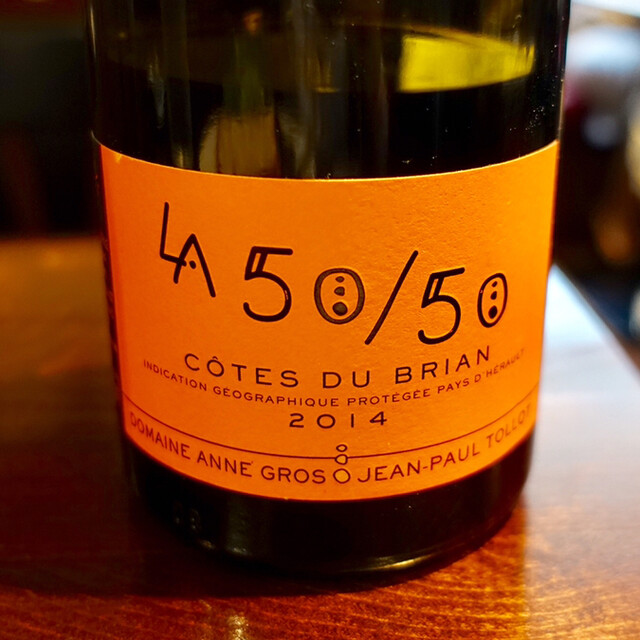 LA 50/50
CÔTES DU BRIAN
INDICATION GÉOGRAPHIQUE PROTÉGÉE PAYS D'HÉRAULT
2014
DOMAINE ANNE GROS JEAN-PAUL TOLLOT